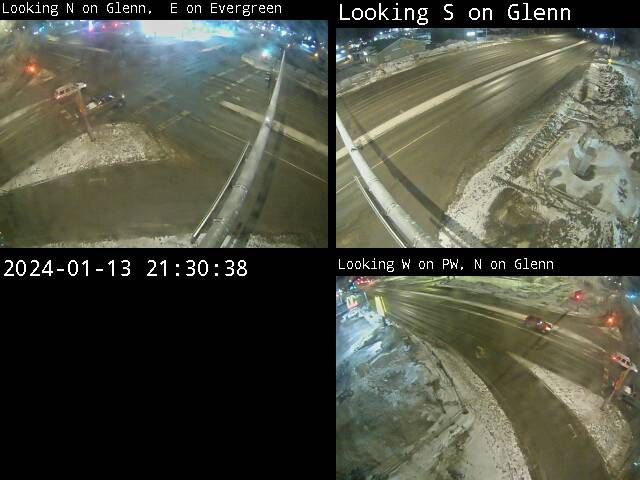 Looking N on Glenn,  E on Evergreen
Looking S on Glenn
2024-01-13 21:30:38
Looking W on PW, N on Glenn